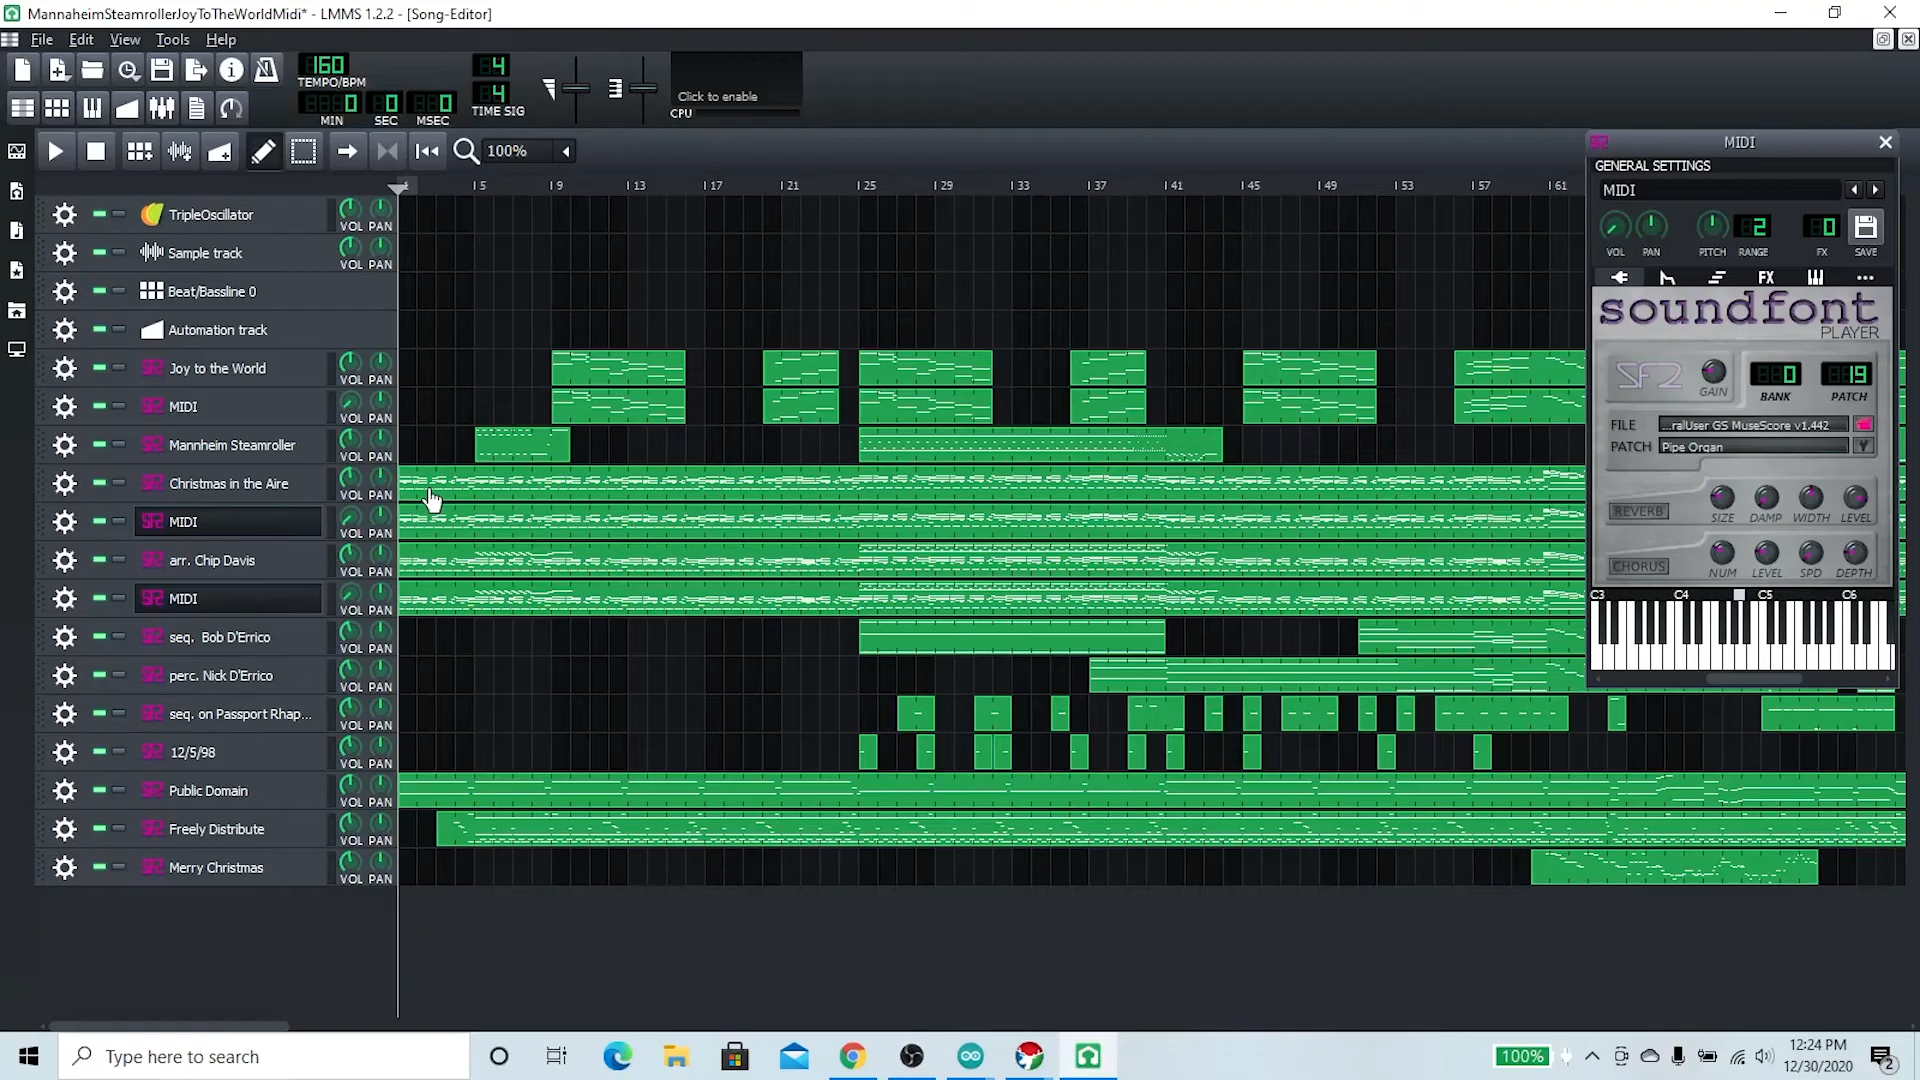 MannaheimSteamrollerJoyToTheWorldMidi* - LMMS 1.2.2 - [Song-Editor]
File Edit View Tools Help
160
TEMPO/BPM
0 0 0
MIN SEC MSEC
4
4
TIME SIG
Click to enable
CPU
100%
5 9 13 17 21 25 29 33 37 41 45 49 53 57 61
TripleOscillator VOL PAN
Sample track VOL PAN
Beat/Bassline 0
Automation track
Joy to the World VOL PAN
MIDI VOL PAN
Mannheim Steamroller VOL PAN
Christmas in the Aire VOL PAN
MIDI VOL PAN
arr. Chip Davis VOL PAN
MIDI VOL PAN
seq. Bob D'Errico VOL PAN
perc. Nick D'Errico VOL PAN
seq. on Passport Rhap... VOL PAN
12/5/98 VOL PAN
Public Domain VOL PAN
Freely Distribute VOL PAN
Merry Christmas VOL PAN
MIDI
GENERAL SETTINGS
MIDI
2 0
VOL PAN PITCH RANGE FX SAVE
FX
soundfont
PLAYER
SF2 GAIN 0 19
BANK PATCH
FILE ...ralUser GS MuseScore v1.442
PATCH Pipe Organ
REVERB SIZE DAMP WIDTH LEVEL
CHORUS NUM LEVEL SPD DEPTH
C3 C4 C5 C6
Type here to search
100%
12:24 PM
12/30/2020
2